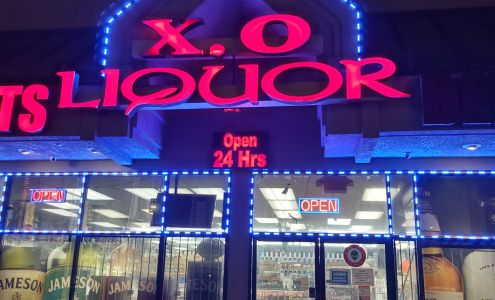 X.O
TS LIQUOR
Open
24 Hrs
OPEN OPEN
JAMESON JAMESON JAMESON